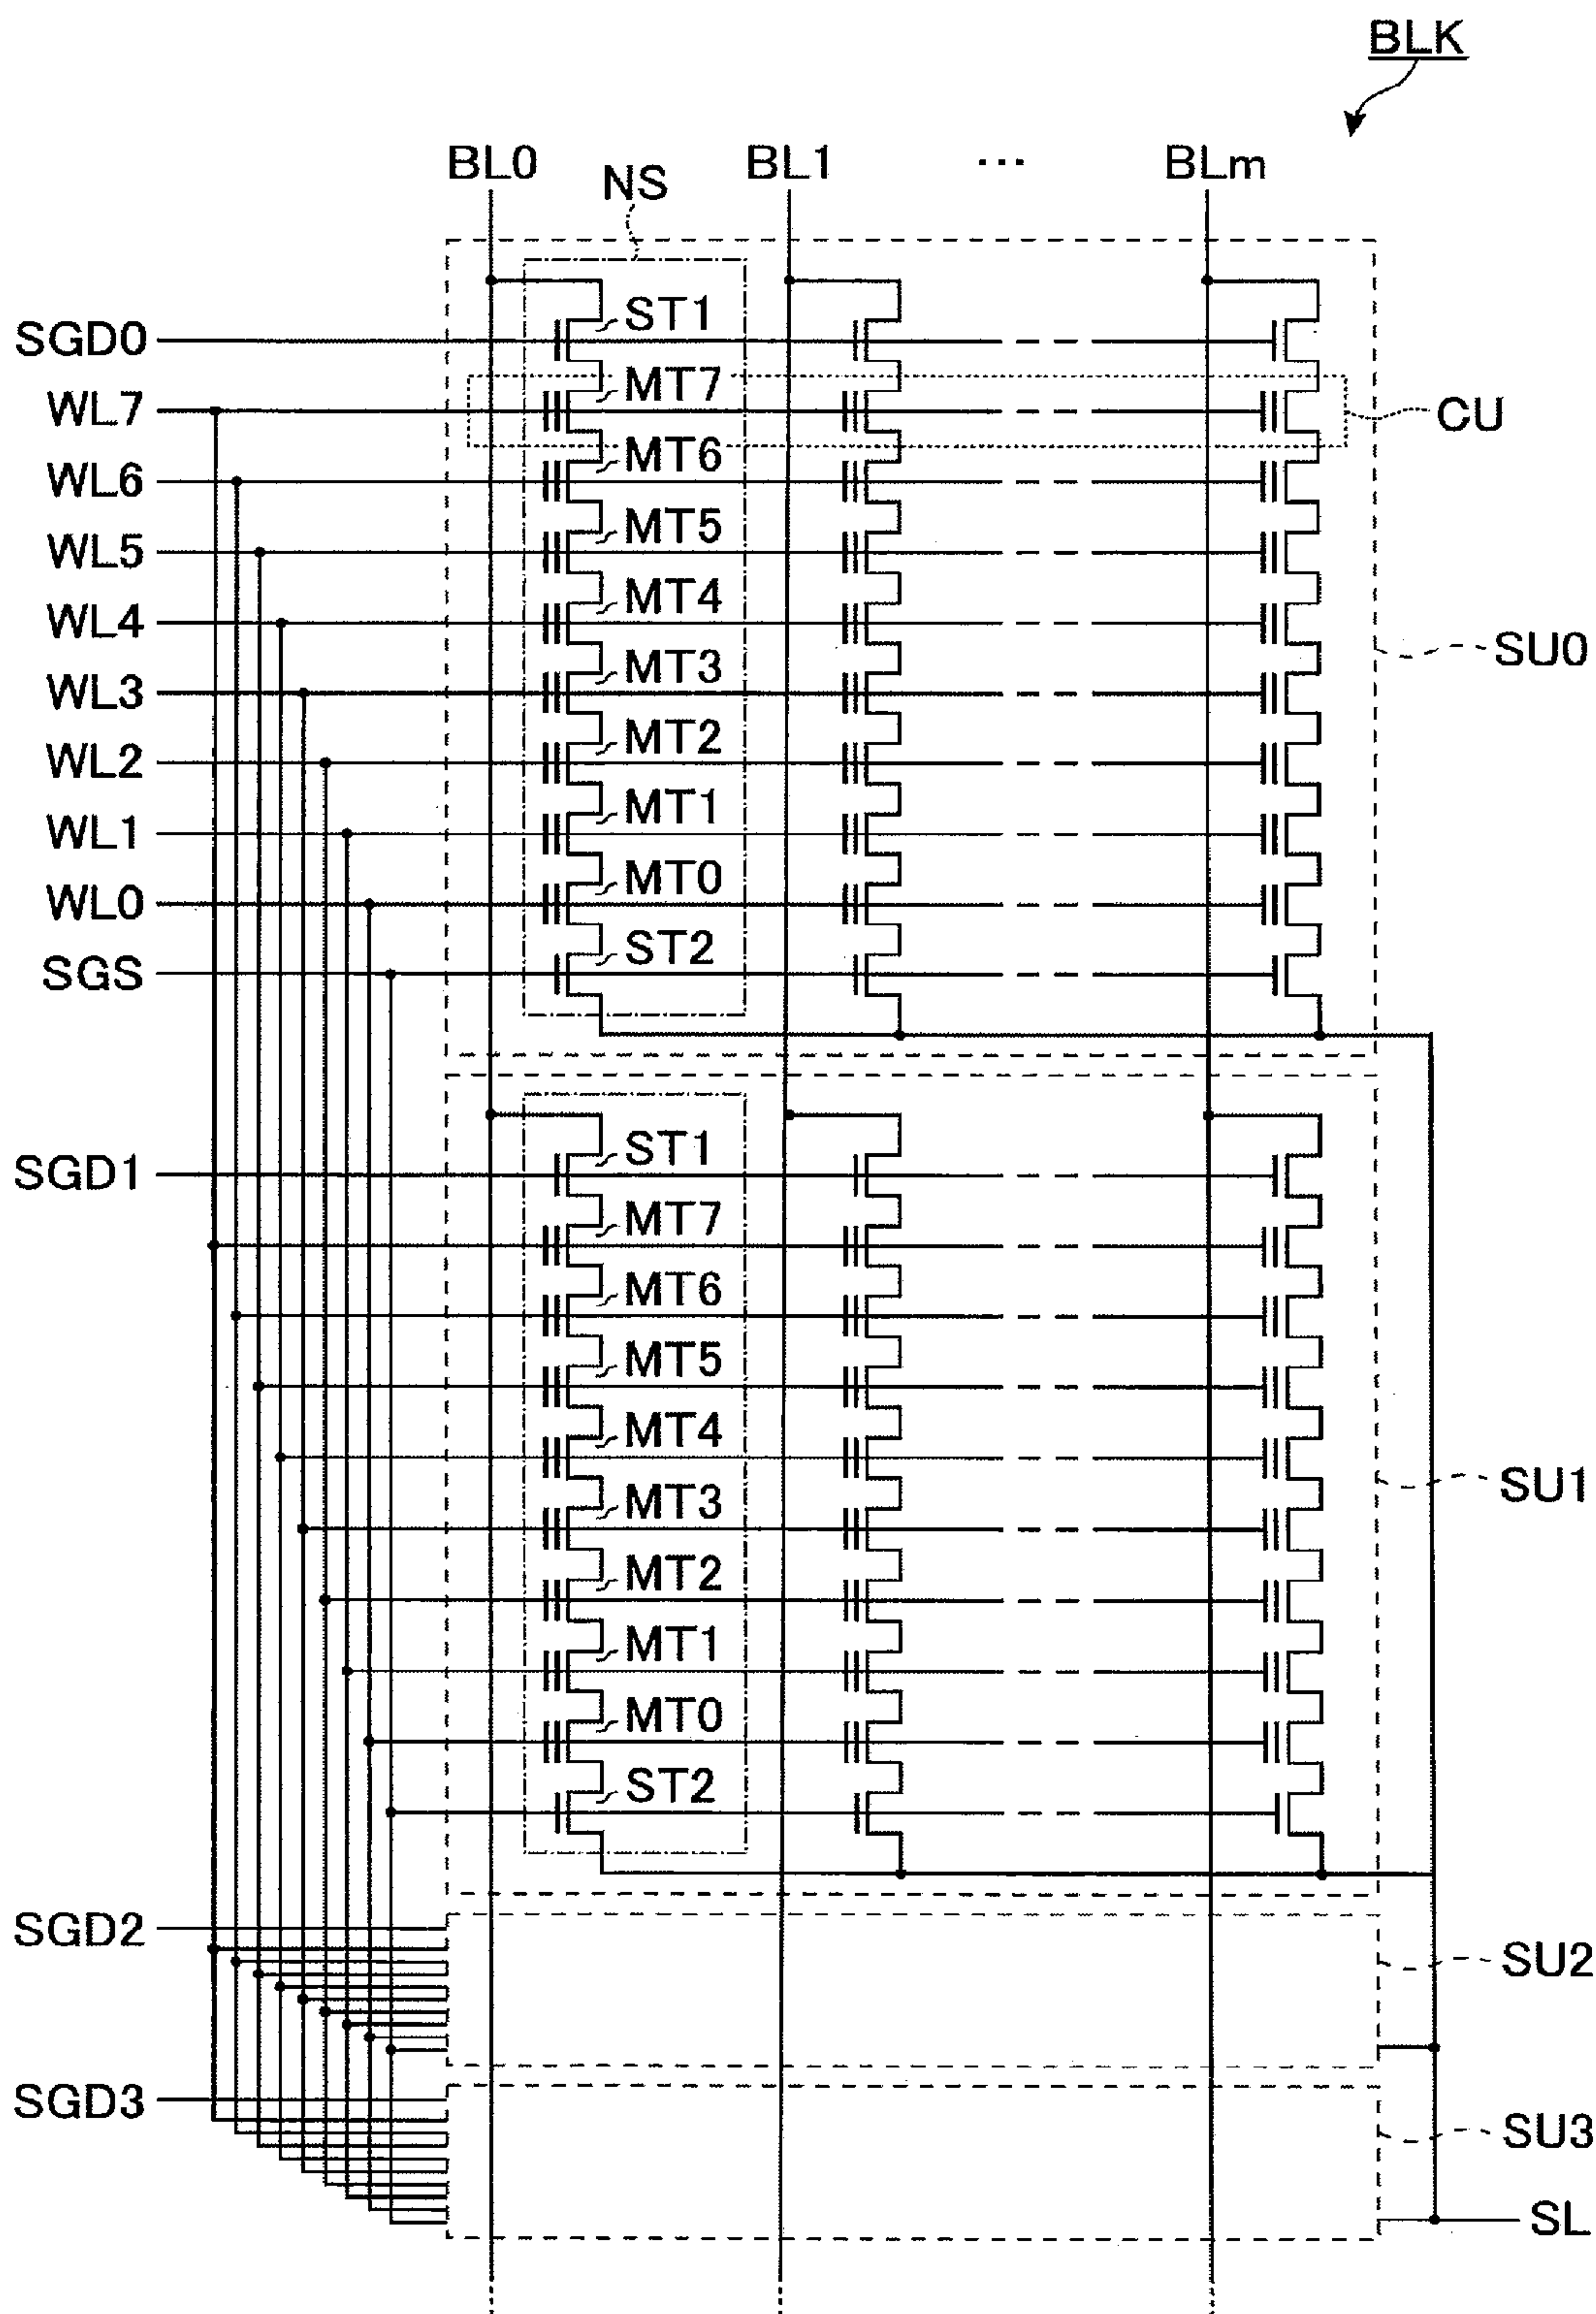 BLK
BL0 NS BL1 ... BLm
SGD0 ST1
WL7 MT7 CU
WL6 MT6
WL5 MT5
WL4 MT4
SU0
WL3 MT3
WL2 MT2
WL1 MT1
WL0 MT0
SGS ST2
SGD1 ST1
MT7
MT6
MT5
MT4
SU1
MT3
MT2
MT1
MT0
ST2
SGD2
SU2
SGD3
SU3
SL